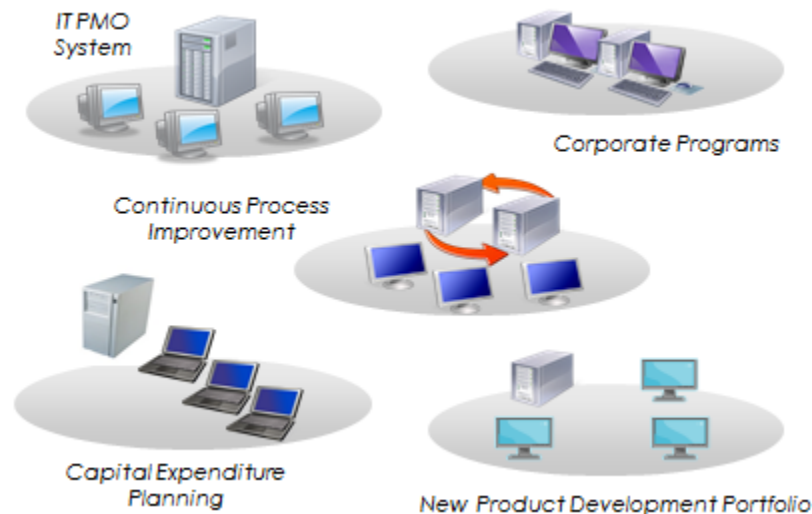 IT PMO
System
Corporate Programs
Continuous Process
Improvement
Capital Expenditure
Planning
New Product Development Portfolio